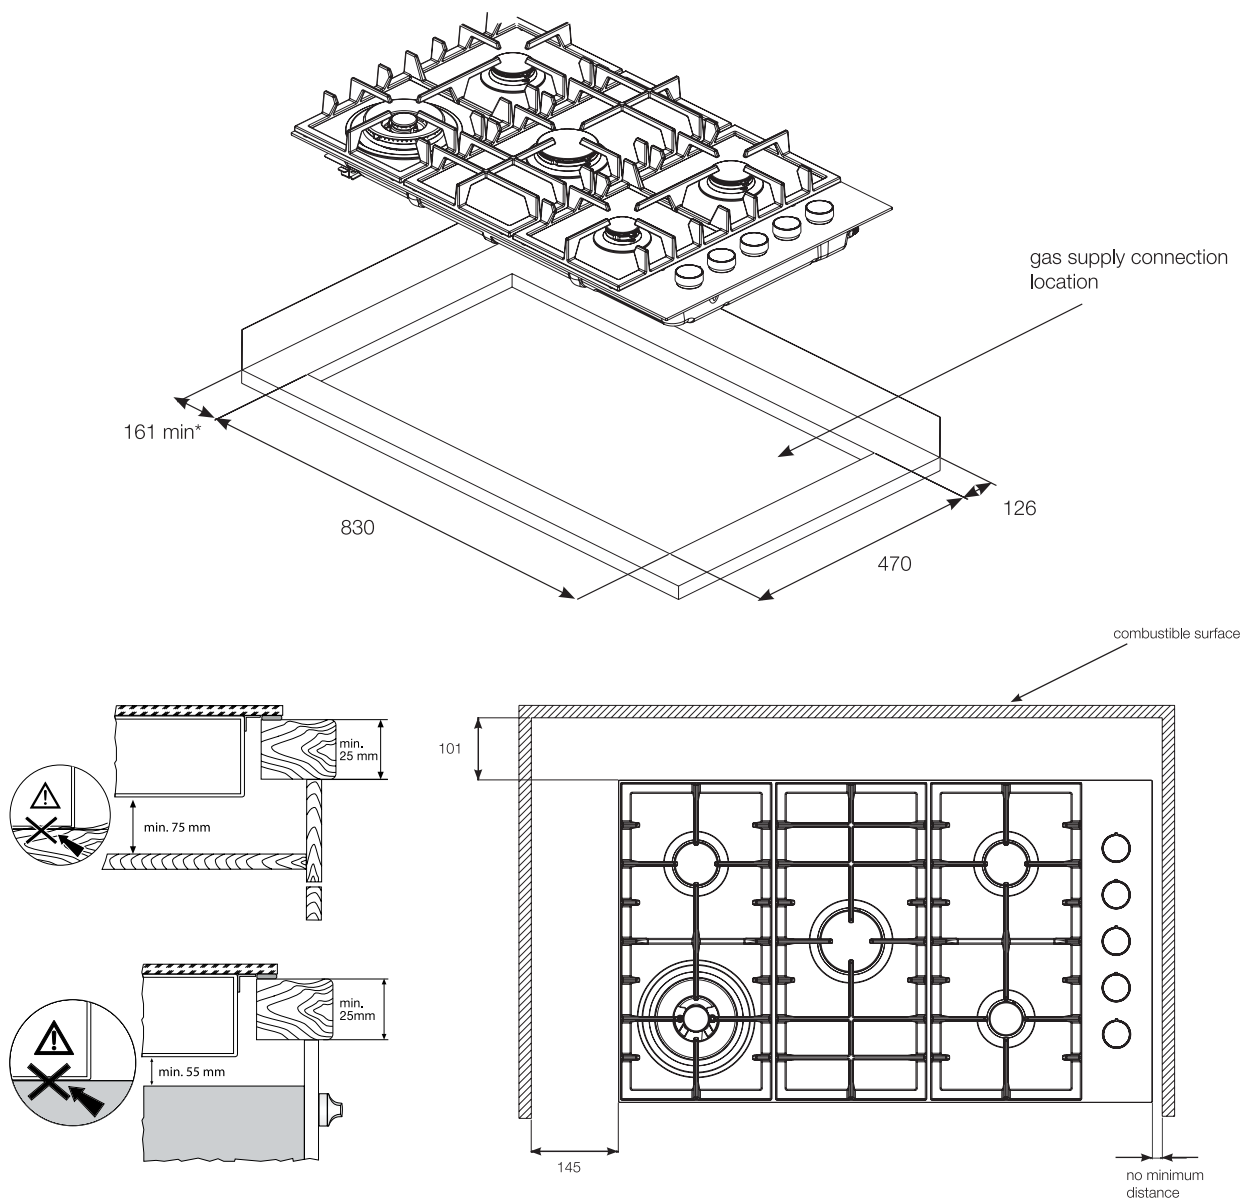 gas supply connection
location
161 min*
126
830
470
combustible surface
min.
25 mm
101
min. 75 mm
min.
25mm
min. 55 mm
145
no minimum
distance